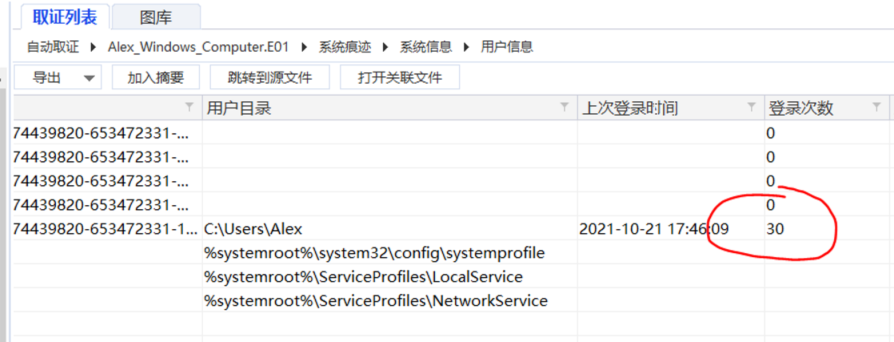 取证列表 图库
自动取证 Alex_Windows_Computer.E01 系统痕迹 系统信息 用户信息
导出 加入摘要 跳转到源文件 打开关联文件
用户目录 上次登录时间 登录次数
74439820-653472331-... 0
74439820-653472331-... 0
74439820-653472331-... 0
74439820-653472331-... 0
74439820-653472331-1... C:\Users\Alex 2021-10-21 17:46:09 30
%systemroot%\system32\config\systemprofile
%systemroot%\ServiceProfiles\LocalService
%systemroot%\ServiceProfiles\NetworkService